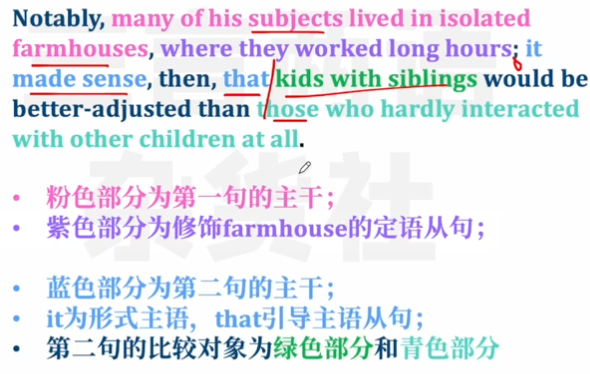 Notably, many of his subjects lived in isolated
farmhouses, where they worked long hours; it
made sense, then, that kids with siblings would be
better-adjusted than those who hardly interacted
with other children at all.
• 粉色部分为第一句的主干；
• 紫色部分为修饰farmhouse的定语从句；
• 蓝色部分为第二句的主干；
• it为形式主语，that引导主语从句；
• 第二句的比较对象为绿色部分和青色部分